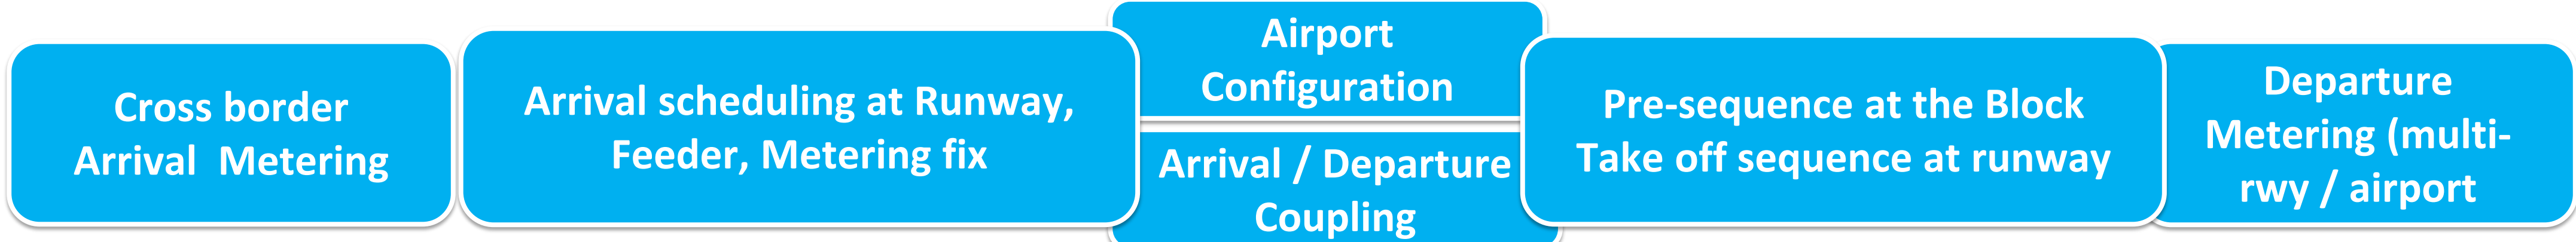 Cross border
Arrival  Metering
Arrival scheduling at Runway,
Feeder, Metering fix
Airport
Configuration
Arrival / Departure
Coupling
Pre-sequence at the Block
Take off sequence at runway
Departure
Metering (multi-
rwy / airport